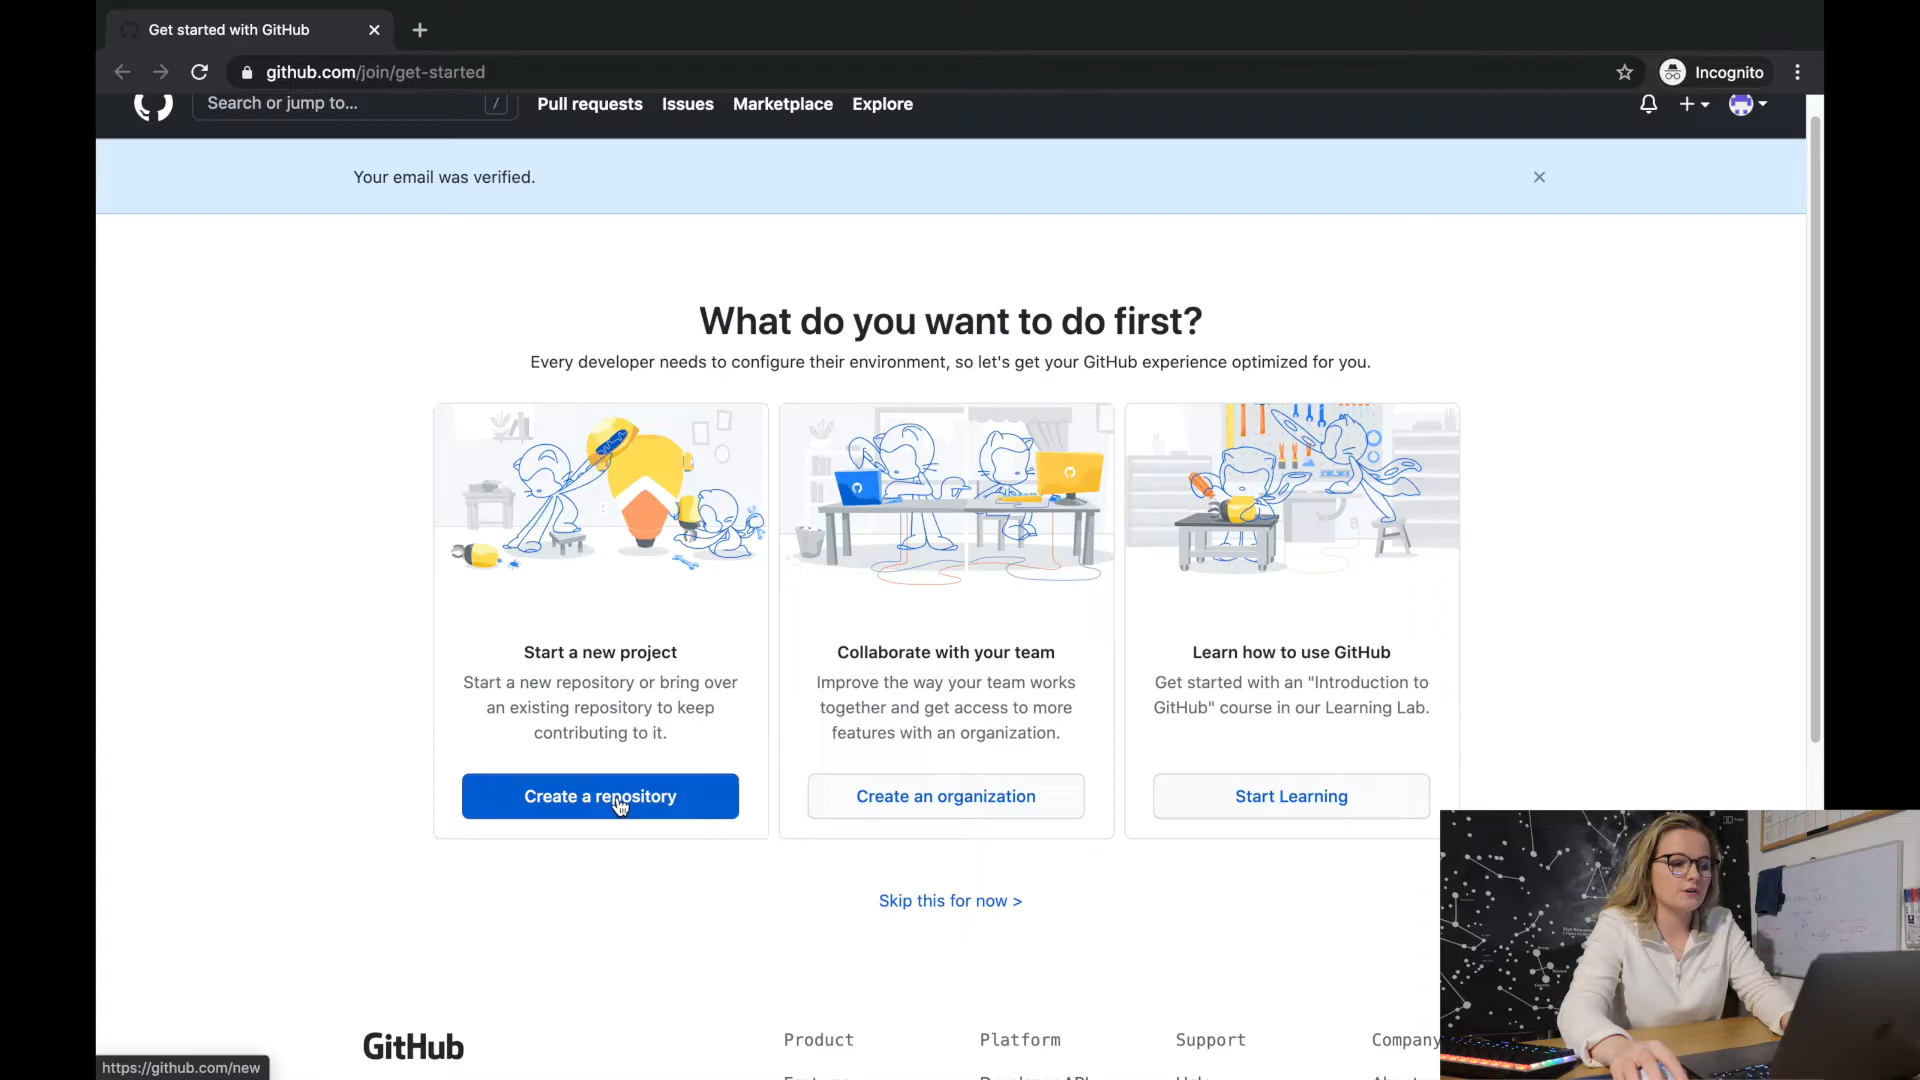 Get started with GitHub
github.com/join/get-started
Incognito
Search or jump to...
/
Pull requests Issues Marketplace Explore
Your email was verified.
What do you want to do first?
Every developer needs to configure their environment, so let's get your GitHub experience optimized for you.
Start a new project
Start a new repository or bring over
an existing repository to keep
contributing to it.
Create a repository
Collaborate with your team
Improve the way your team works
together and get access to more
features with an organization.
Create an organization
Learn how to use GitHub
Get started with an "Introduction to
GitHub" course in our Learning Lab.
Start Learning
Skip this for now >
GitHub
Product
Platform
Support
Company
https://github.com/new